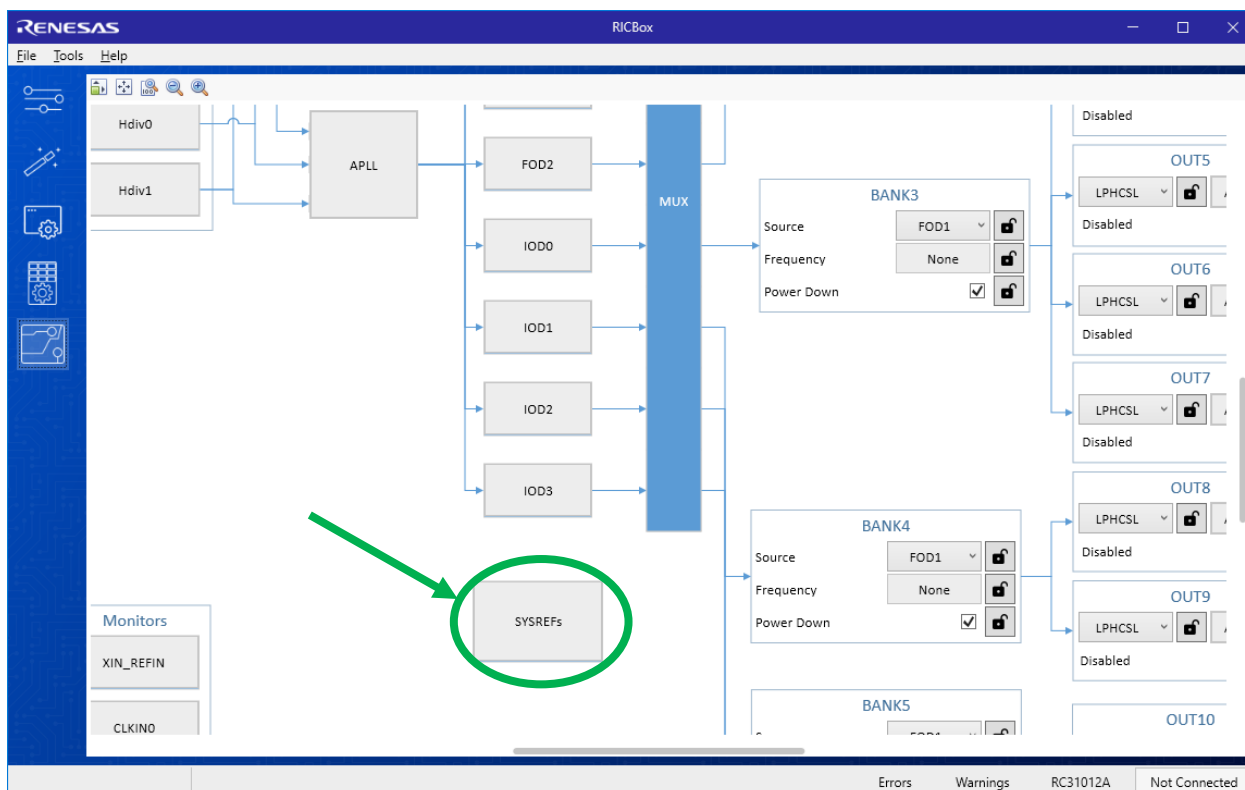 RENESAS
RICBox
File Tools Help
Hdiv0
Hdiv1
APLL
FOD2
IOD0
IOD1
IOD2
IOD3
MUX
SYSREFs
Monitors
XIN_REFIN
CLKIN0
BANK3
Source FOD1
Frequency None
Power Down
BANK4
Source FOD1
Frequency None
Power Down
BANK5
FOD1
Disabled
OUT5
LPHCSL
Disabled
OUT6
LPHCSL
Disabled
OUT7
LPHCSL
Disabled
OUT8
LPHCSL
Disabled
OUT9
LPHCSL
Disabled
OUT10
Errors Warnings RC31012A Not Connected